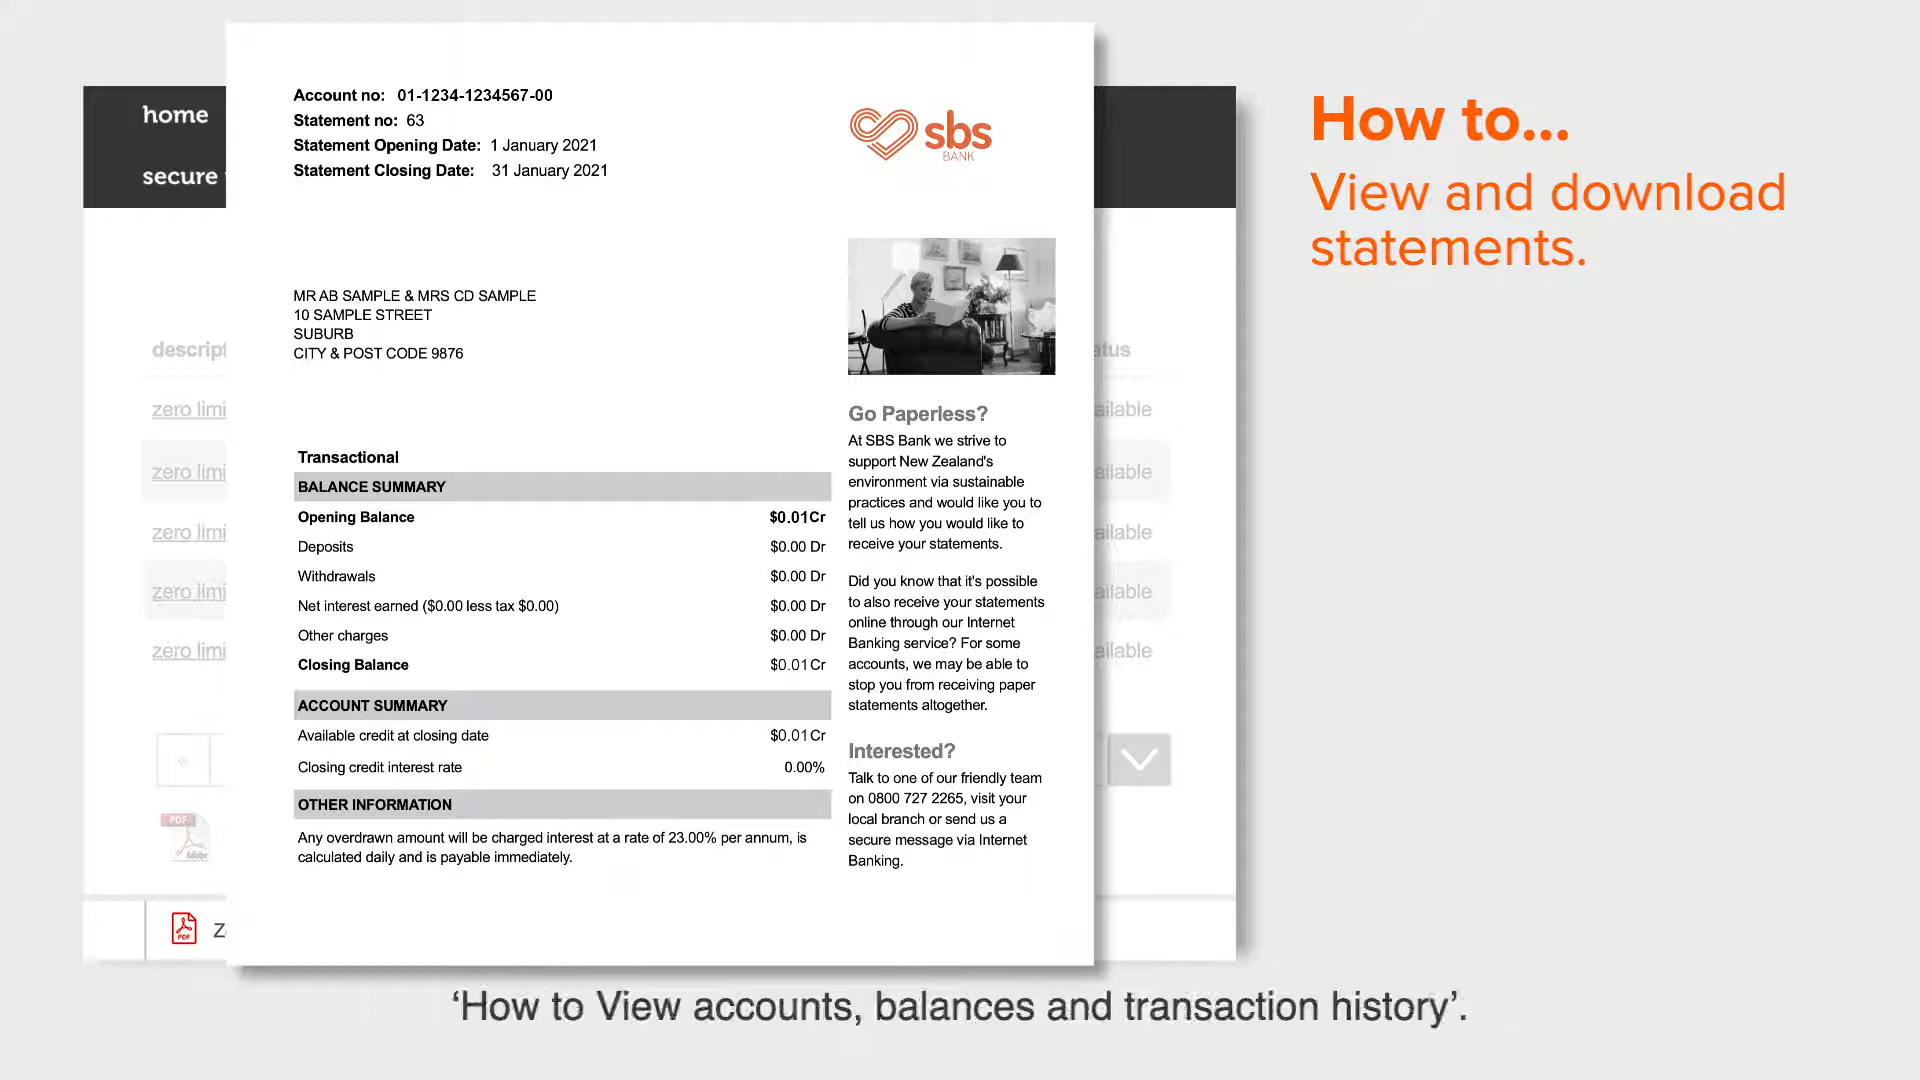 How to...
View and download
statements.
home
secure
Account no: 01-1234-1234567-00
Statement no: 63
Statement Opening Date: 1 January 2021
Statement Closing Date: 31 January 2021
sbs
BANK
MR AB SAMPLE & MRS CD SAMPLE
10 SAMPLE STREET
SUBURB
CITY & POST CODE 9876
Transactional
BALANCE SUMMARY
Opening Balance $0.01Cr
Deposits $0.00 Dr
Withdrawals $0.00 Dr
Net interest earned ($0.00 less tax $0.00) $0.00 Dr
Other charges $0.00 Dr
Closing Balance $0.01Cr
ACCOUNT SUMMARY
Available credit at closing date $0.01Cr
Closing credit interest rate 0.00%
OTHER INFORMATION
Any overdrawn amount will be charged interest at a rate of 23.00% per annum, is
calculated daily and is payable immediately.
Go Paperless?
At SBS Bank we strive to
support New Zealand's
environment via sustainable
practices and would like you to
tell us how you would like to
receive your statements.
Did you know that it's possible
to also receive your statements
online through our Internet
Banking service? For some
accounts, we may be able to
stop you from receiving paper
statements altogether.
Interested?
Talk to one of our friendly team
on 0800 727 2265, visit your
local branch or send us a
secure message via Internet
Banking.
descript
zero limi
zero limi
zero limi
zero limi
zero limi
atus
ailable
ailable
ailable
ailable
ailable
«
PDF
Adobe
PDF
Z
‘How to View accounts, balances and transaction history’.